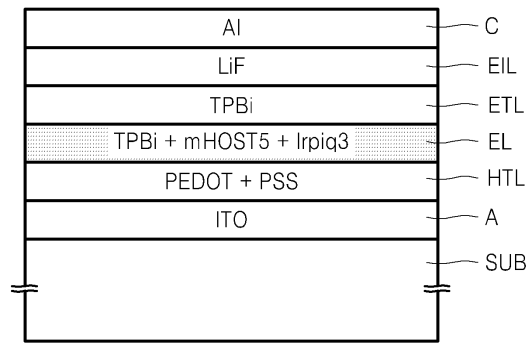 Al C
LiF EIL
TPBi ETL
TPBi + mHOST5 + Irpiq3 EL
PEDOT + PSS HTL
ITO A
SUB